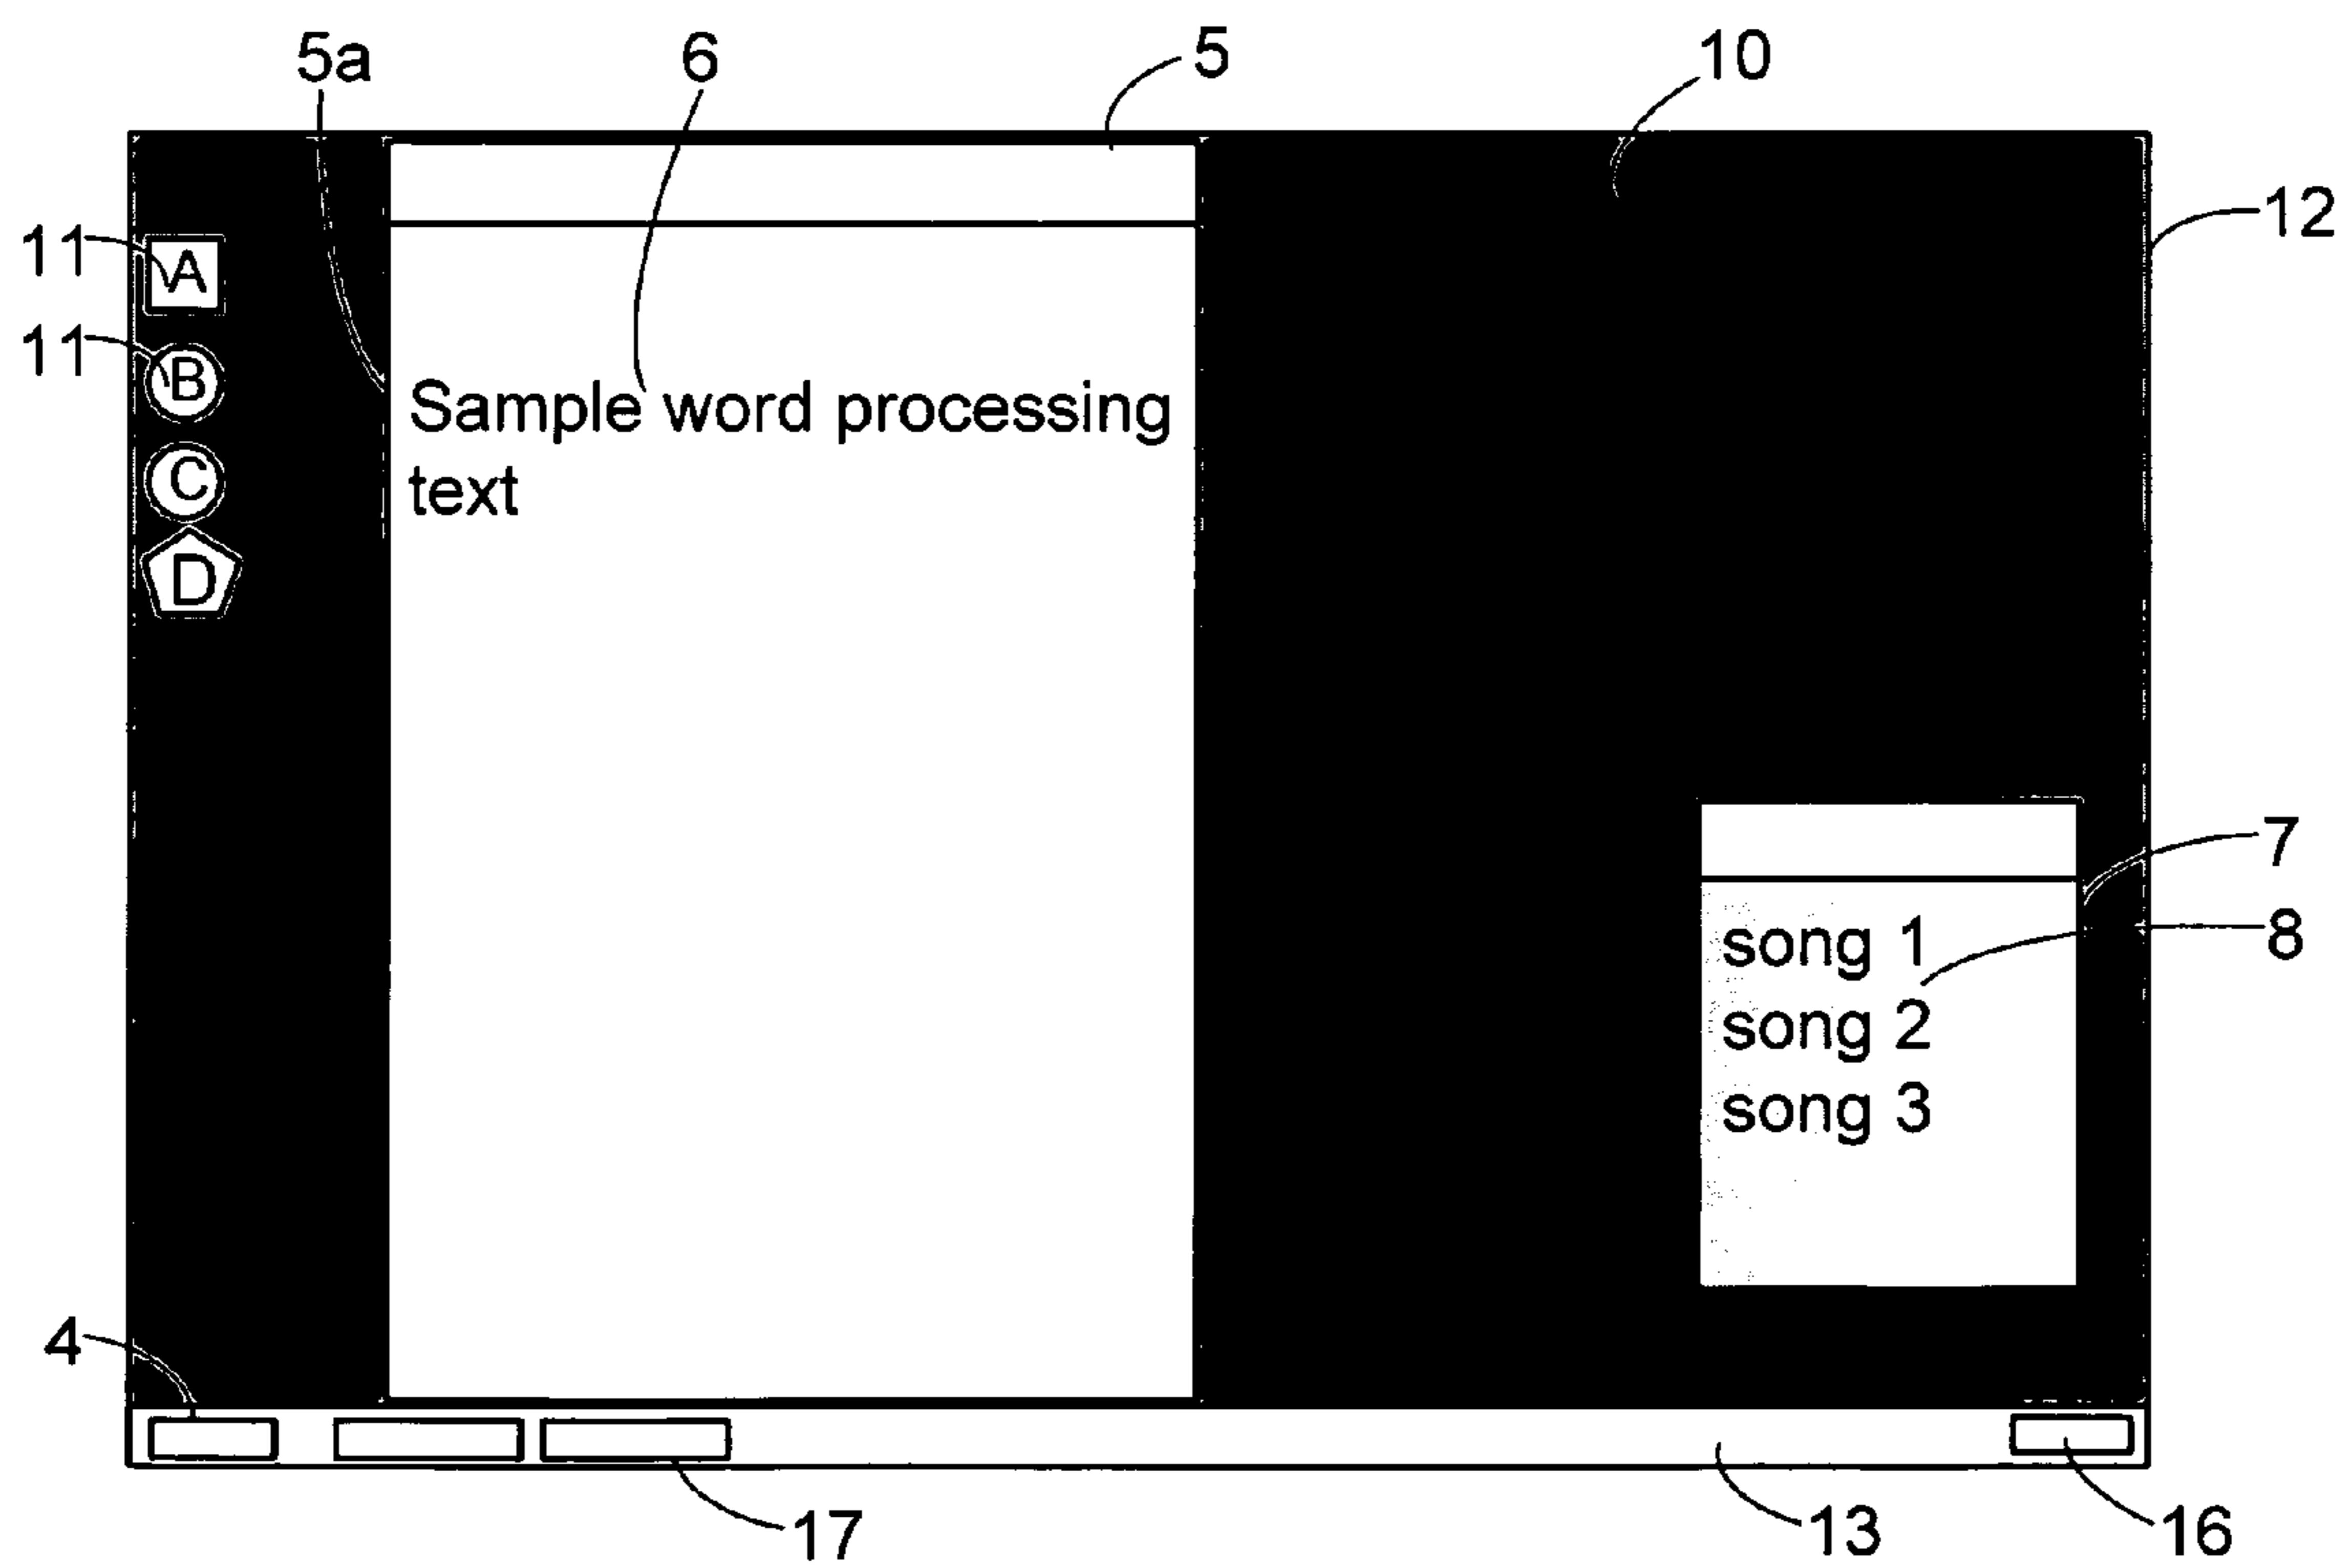 5a
6
5
10
12
11
A
11
B
C
D
Sample word processing
text
7
8
song 1
song 2
song 3
4
17
13
16